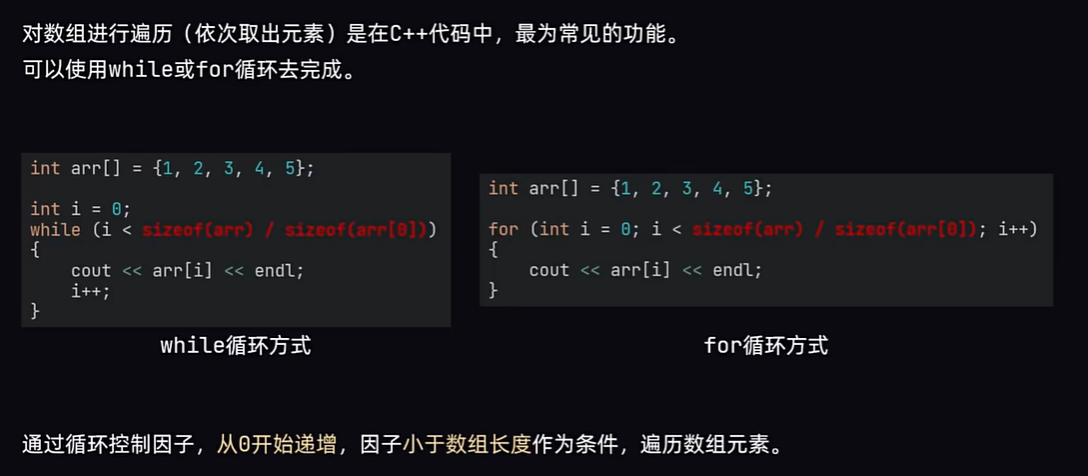 对数组进行遍历（依次取出元素）是在C++代码中，最为常见的功能。
可以使用while或for循环去完成。
int arr[] = {1, 2, 3, 4, 5};
int i = 0;
while (i < sizeof(arr) / sizeof(arr[0]))
{
    cout << arr[i] << endl;
    i++;
}
while循环方式
int arr[] = {1, 2, 3, 4, 5};
for (int i = 0; i < sizeof(arr) / sizeof(arr[0]); i++)
{
    cout << arr[i] << endl;
}
for循环方式
通过循环控制因子，从0开始递增，因子小于数组长度作为条件，遍历数组元素。